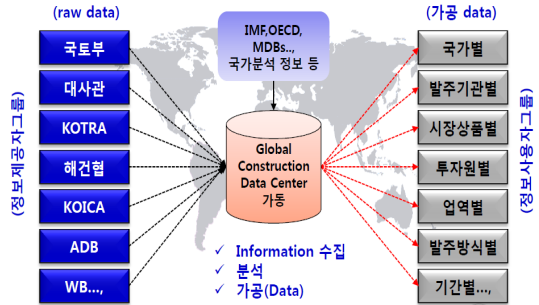 (raw data)
(가공 data)
IMF,OECD,
MDBs..,
국가분석 정보 등
(정보제공자그룹)
국토부
대사관
KOTRA
해건협
KOICA
ADB
WB...,
Global
Construction
Data Center
가동
✓ Information 수집
✓ 분석
✓ 가공(Data)
국가별
발주기관별
시장상품별
투자원별
업역별
발주방식별
기간별...,
(정보사용자그룹)